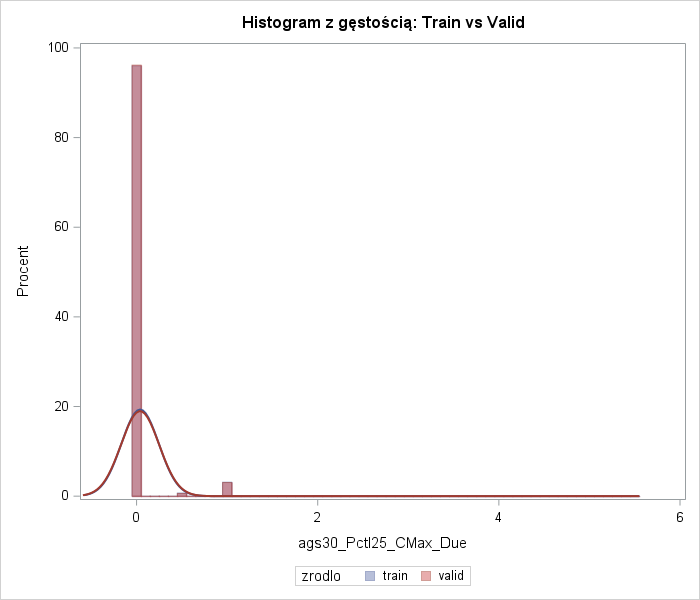 Histogram z gęstością: Train vs Valid
100
80
60
40
20
0
Procent
0 2 4 6
ags30_Pctl25_CMax_Due
zrodlo train valid